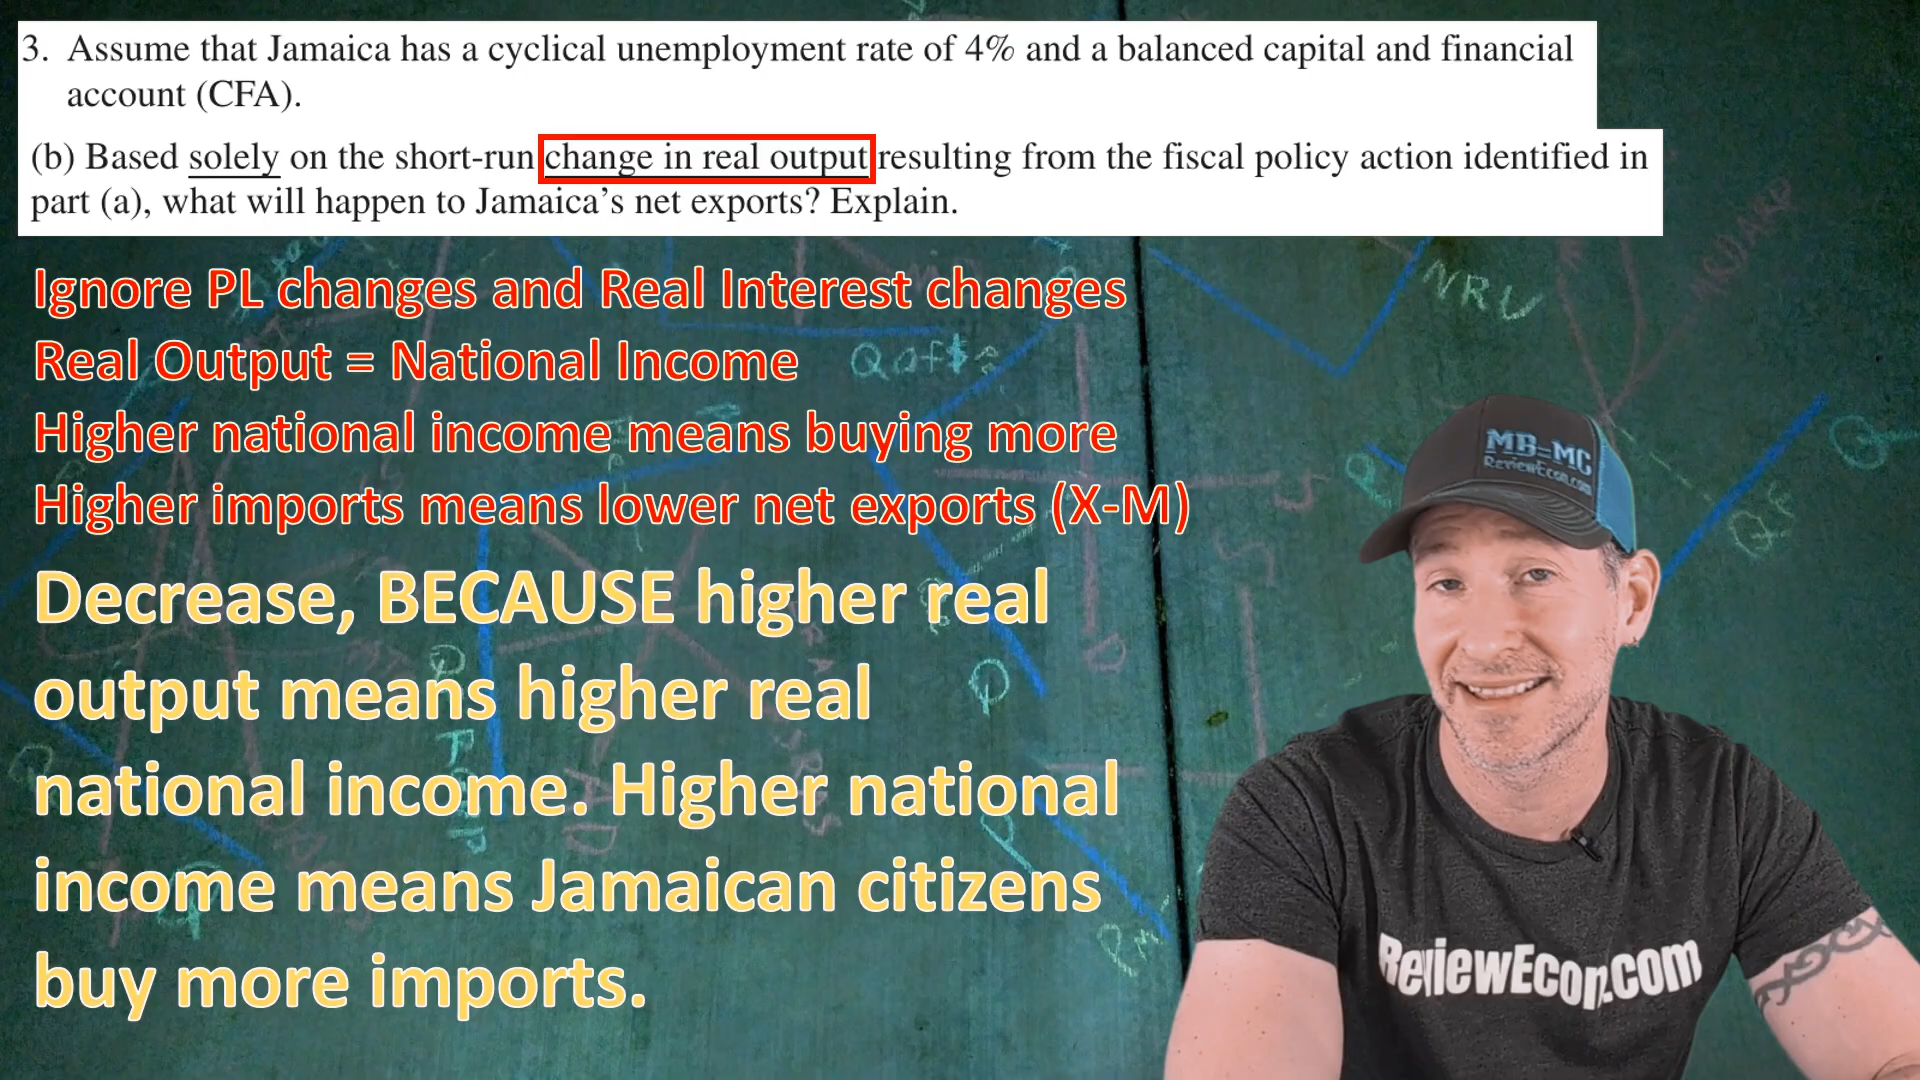 3. Assume that Jamaica has a cyclical unemployment rate of 4% and a balanced capital and financial
account (CFA).
(b) Based solely on the short-run change in real output resulting from the fiscal policy action identified in
part (a), what will happen to Jamaica’s net exports? Explain.
Ignore PL changes and Real Interest changes
Real Output = National Income
Higher national income means buying more
Higher imports means lower net exports (X-M)
Decrease, BECAUSE higher real
output means higher real
national income. Higher national
income means Jamaican citizens
buy more imports.
NRU
MB=MC
ReviewEcon.com
ReviewEcon.com